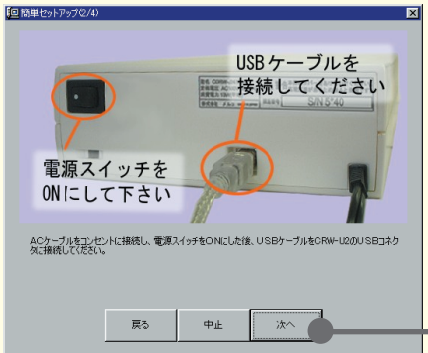 簡単セットアップ(2/4)
USBケーブルを
接続してください
S/N 5*40
電源スイッチを
ONにして下さい
ACケーブルをコンセントに接続し、電源スイッチをONにした後、USBケーブルをCRW-U2のUSBコネク
タに接続してください。
戻る
中止
次へ